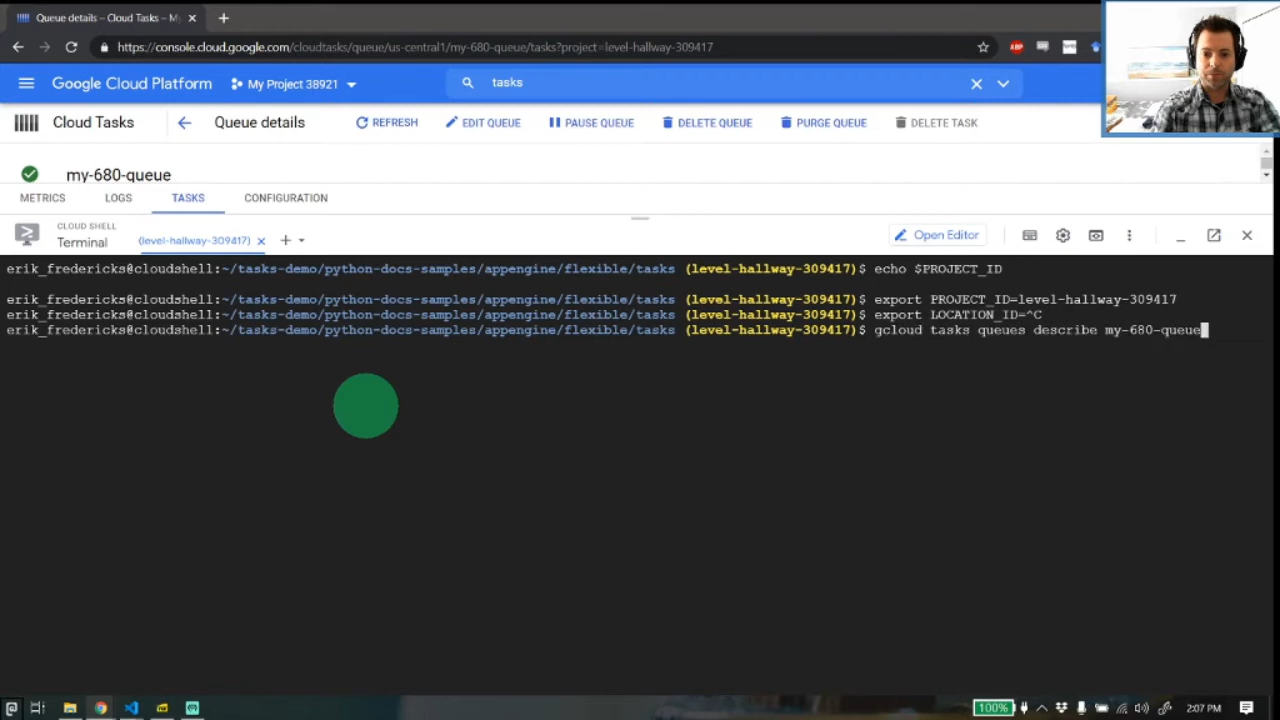 Queue details – Cloud Tasks – My
https://console.cloud.google.com/cloudtasks/queue/us-central1/my-680-queue/tasks?project=level-hallway-309417
ABP
Google Cloud Platform
My Project 38921
tasks
Cloud Tasks
Queue details
REFRESH
EDIT QUEUE
PAUSE QUEUE
DELETE QUEUE
PURGE QUEUE
DELETE TASK
my-680-queue
METRICS
LOGS
TASKS
CONFIGURATION
CLOUD SHELL
Terminal
(level-hallway-309417)
Open Editor
erik_fredericks@cloudshell:~/tasks-demo/python-docs-samples/appengine/flexible/tasks (level-hallway-309417)$ echo $PROJECT_ID
erik_fredericks@cloudshell:~/tasks-demo/python-docs-samples/appengine/flexible/tasks (level-hallway-309417)$ export PROJECT_ID=level-hallway-309417
erik_fredericks@cloudshell:~/tasks-demo/python-docs-samples/appengine/flexible/tasks (level-hallway-309417)$ export LOCATION_ID=^C
erik_fredericks@cloudshell:~/tasks-demo/python-docs-samples/appengine/flexible/tasks (level-hallway-309417)$ gcloud tasks queues describe my-680-queue
100%
2:07 PM